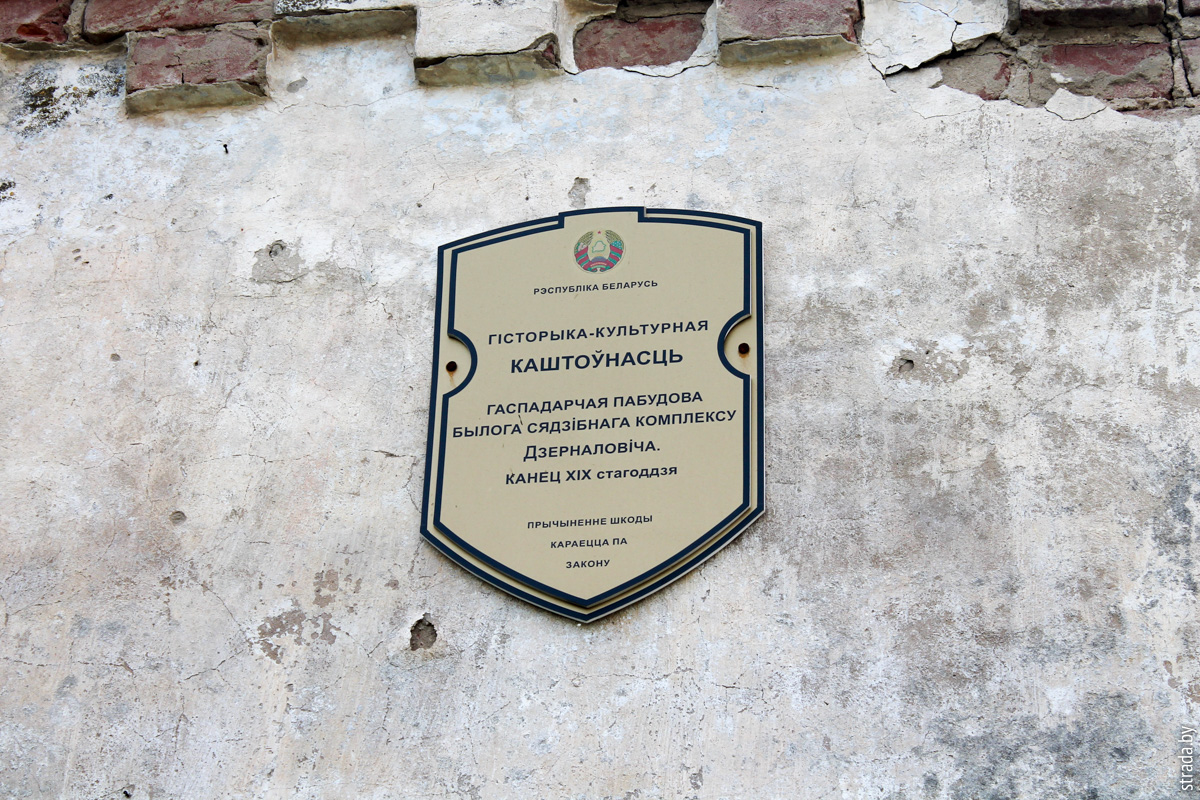 РЭСПУБЛІКА БЕЛАРУСЬ
ГІСТОРЫКА-КУЛЬТУРНАЯ
КАШТОЎНАСЦЬ
ГАСПАДАРЧАЯ ПАБУДОВА
БЫЛОГА СЯДЗІБНАГА КОМПЛЕКСУ
ДЗЕРНАЛОВІЧА.
КАНЕЦ XIX стагоддзя
ПРЫЧЫНЕННЕ ШКОДЫ
КАРАЕЦЦА ПА
ЗАКОНУ
strada.by